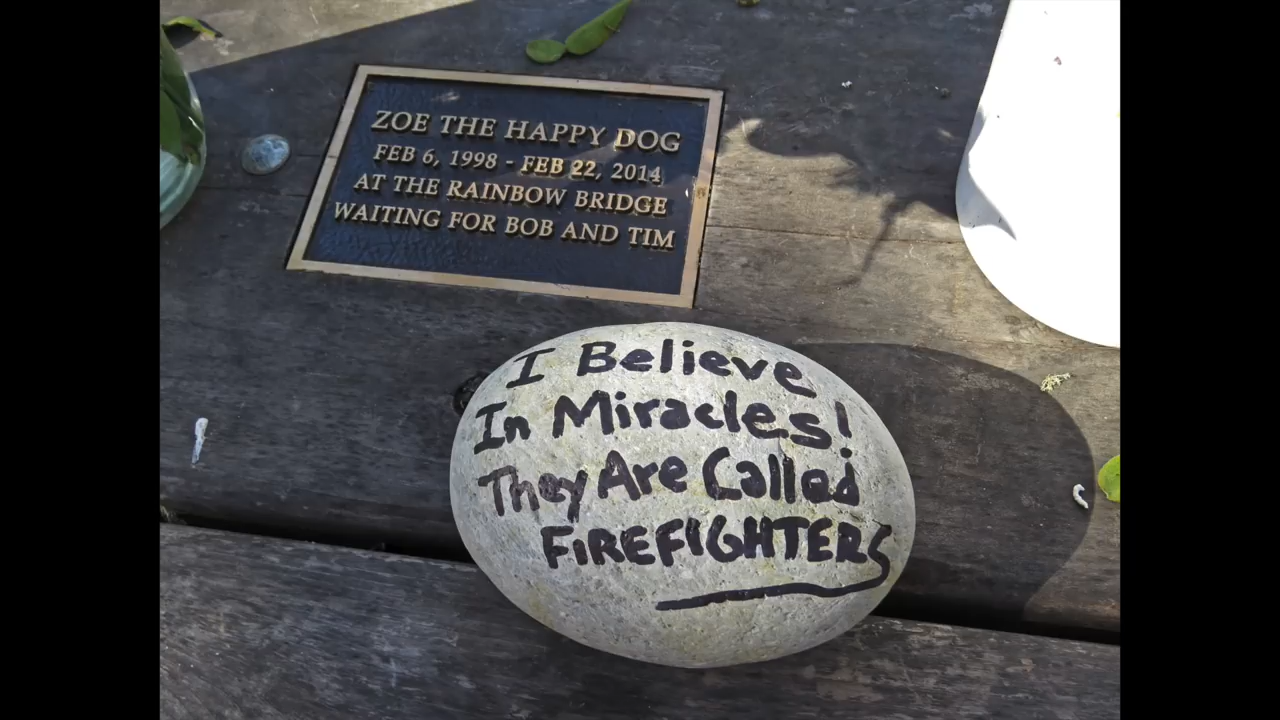 ZOE THE HAPPY DOG
FEB 6, 1998 - FEB 22, 2014
AT THE RAINBOW BRIDGE
WAITING FOR BOB AND TIM
I Believe
In Miracles!
They Are Called
FIREFIGHTERS